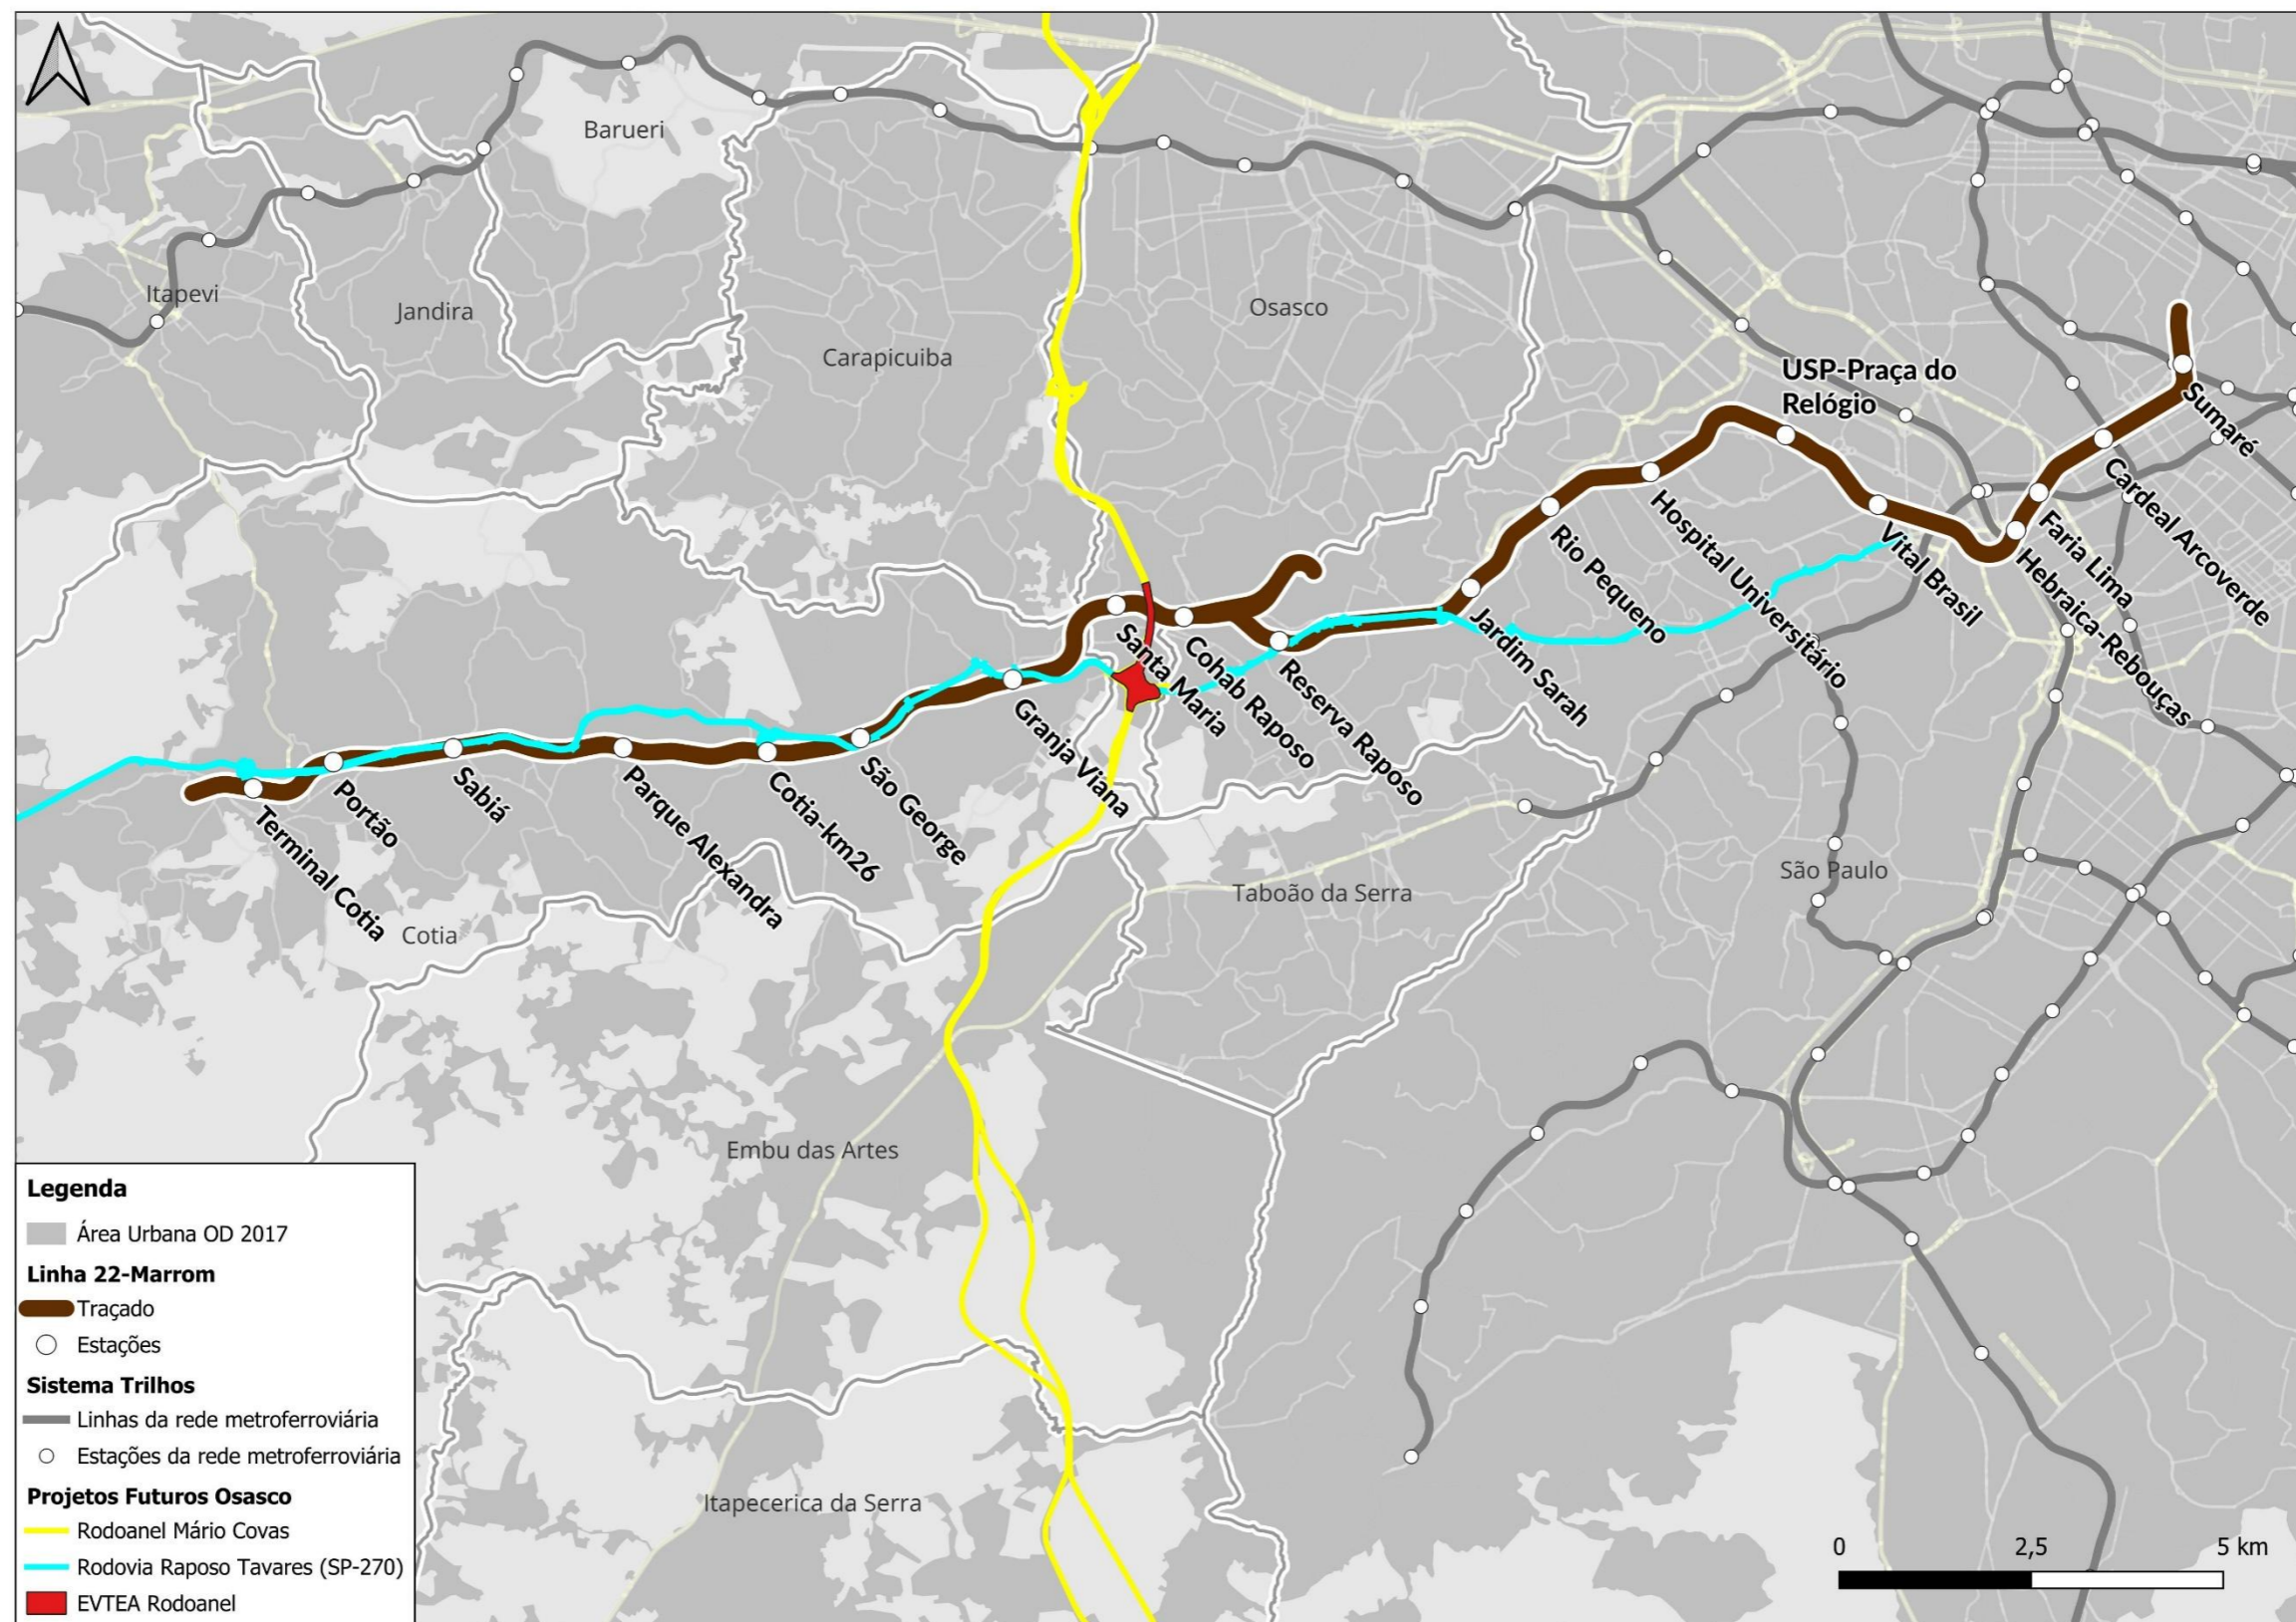 Barueri
Itapevi
Jandira
Osasco
Carapicuiba
USP-Praça do
Relógio
Sumaré
Cardeal Arcoverde
Faria Lima
Hebraica-Rebouças
Vital Brasil
Hospital Universitário
Rio Pequeno
Jardim Sarah
Reserva Raposo
Cohab Raposo
Santa Maria
Granja Viana
São George
Cotia-km26
Parque Alexandra
Sabiá
Portão
Terminal Cotia
Cotia
Taboão da Serra
São Paulo
Embu das Artes
Itapecerica da Serra
Legenda
Área Urbana OD 2017
Linha 22-Marrom
Traçado
Estações
Sistema Trilhos
Linhas da rede metroferroviária
Estações da rede metroferroviária
Projetos Futuros Osasco
Rodoanel Mário Covas
Rodovia Raposo Tavares (SP-270)
EVTEA Rodoanel
0 2,5 5 km